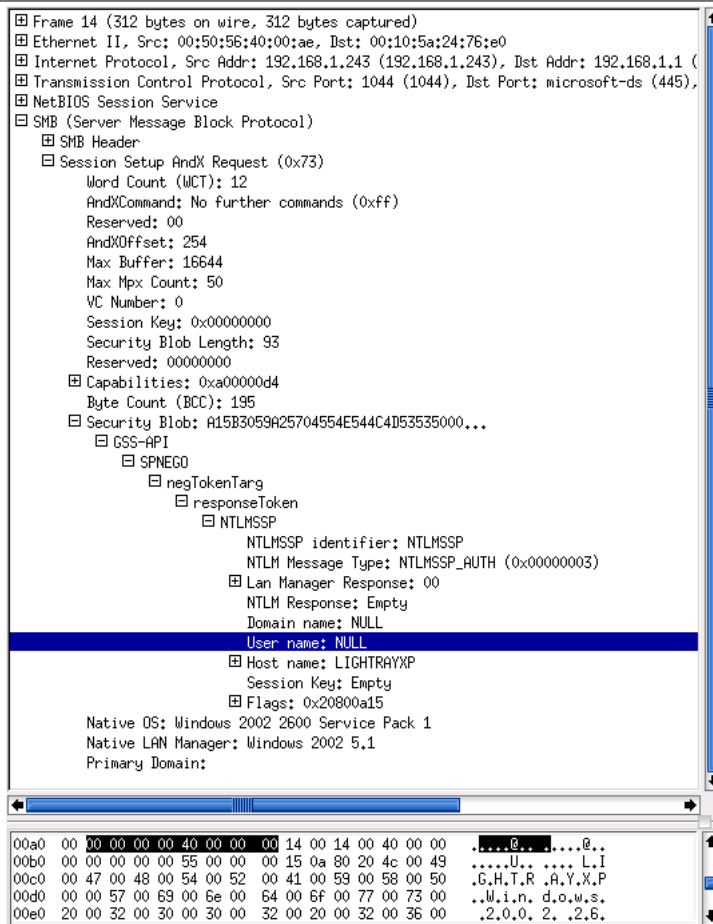 Frame 14 (312 bytes on wire, 312 bytes captured)
Ethernet II, Src: 00:50:56:40:00:ae, Dst: 00:10:5a:24:76:e0
Internet Protocol, Src Addr: 192.168.1.243 (192.168.1.243), Dst Addr: 192.168.1.1 (
Transmission Control Protocol, Src Port: 1044 (1044), Dst Port: microsoft-ds (445),
NetBIOS Session Service
SMB (Server Message Block Protocol)
SMB Header
Session Setup AndX Request (0x73)
Word Count (WCT): 12
AndXCommand: No further commands (0xff)
Reserved: 00
AndXOffset: 254
Max Buffer: 16644
Max Mpx Count: 50
VC Number: 0
Session Key: 0x00000000
Security Blob Length: 93
Reserved: 00000000
Capabilities: 0xa00000d4
Byte Count (BCC): 195
Security Blob: A15B3059A25704554E544C4D53535000...
GSS-API
SPNEGO
negTokenTarg
responseToken
NTLMSSP
NTLMSSP identifier: NTLMSSP
NTLM Message Type: NTLMSSP_AUTH (0x00000003)
Lan Manager Response: 00
NTLM Response: Empty
Domain name: NULL
User name: NULL
Host name: LIGHTRAYXP
Session Key: Empty
Flags: 0x20800a15
Native OS: Windows 2002 2600 Service Pack 1
Native LAN Manager: Windows 2002 5.1
Primary Domain:
00a0 00 00 00 00 00 40 00 00 00 14 00 14 00 40 00 00 .....@.. .....@..
00b0 00 00 00 00 00 55 00 00 00 15 0a 80 20 4c 00 49 .....U.. .... L.I
00c0 00 47 00 48 00 54 00 52 00 41 00 59 00 58 00 50 .G.H.T.R .A.Y.X.P
00d0 00 00 57 00 69 00 6e 00 64 00 6f 00 77 00 73 00 ..W.i.n. d.o.w.s.
00e0 20 00 32 00 30 00 30 00 32 00 20 00 32 00 36 00 .2.0.0. 2. .2.6.